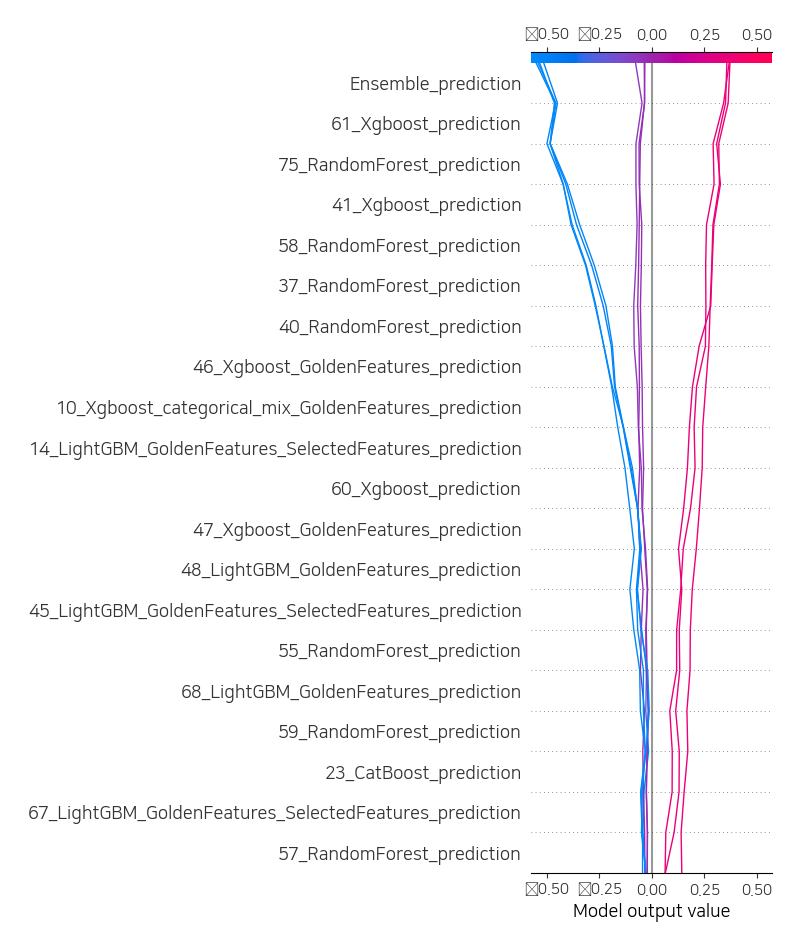 0.50 0.25 0.00 0.25 0.50
Ensemble_prediction
61_Xgboost_prediction
75_RandomForest_prediction
41_Xgboost_prediction
58_RandomForest_prediction
37_RandomForest_prediction
40_RandomForest_prediction
46_Xgboost_GoldenFeatures_prediction
10_Xgboost_categorical_mix_GoldenFeatures_prediction
14_LightGBM_GoldenFeatures_SelectedFeatures_prediction
60_Xgboost_prediction
47_Xgboost_GoldenFeatures_prediction
48_LightGBM_GoldenFeatures_prediction
45_LightGBM_GoldenFeatures_SelectedFeatures_prediction
55_RandomForest_prediction
68_LightGBM_GoldenFeatures_prediction
59_RandomForest_prediction
23_CatBoost_prediction
67_LightGBM_GoldenFeatures_SelectedFeatures_prediction
57_RandomForest_prediction
0.50 0.25 0.00 0.25 0.50
Model output value